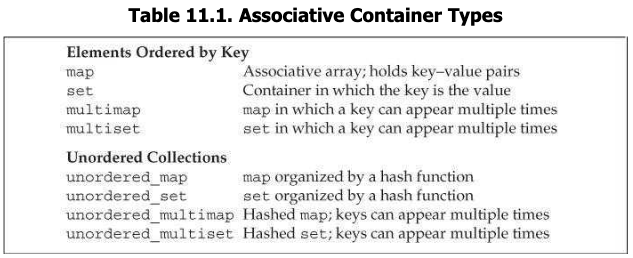 Table 11.1. Associative Container Types
Elements Ordered by Key
map Associative array; holds key–value pairs
set Container in which the key is the value
multimap map in which a key can appear multiple times
multiset set in which a key can appear multiple times
Unordered Collections
unordered_map map organized by a hash function
unordered_set set organized by a hash function
unordered_multimap Hashed map; keys can appear multiple times
unordered_multiset Hashed set; keys can appear multiple times